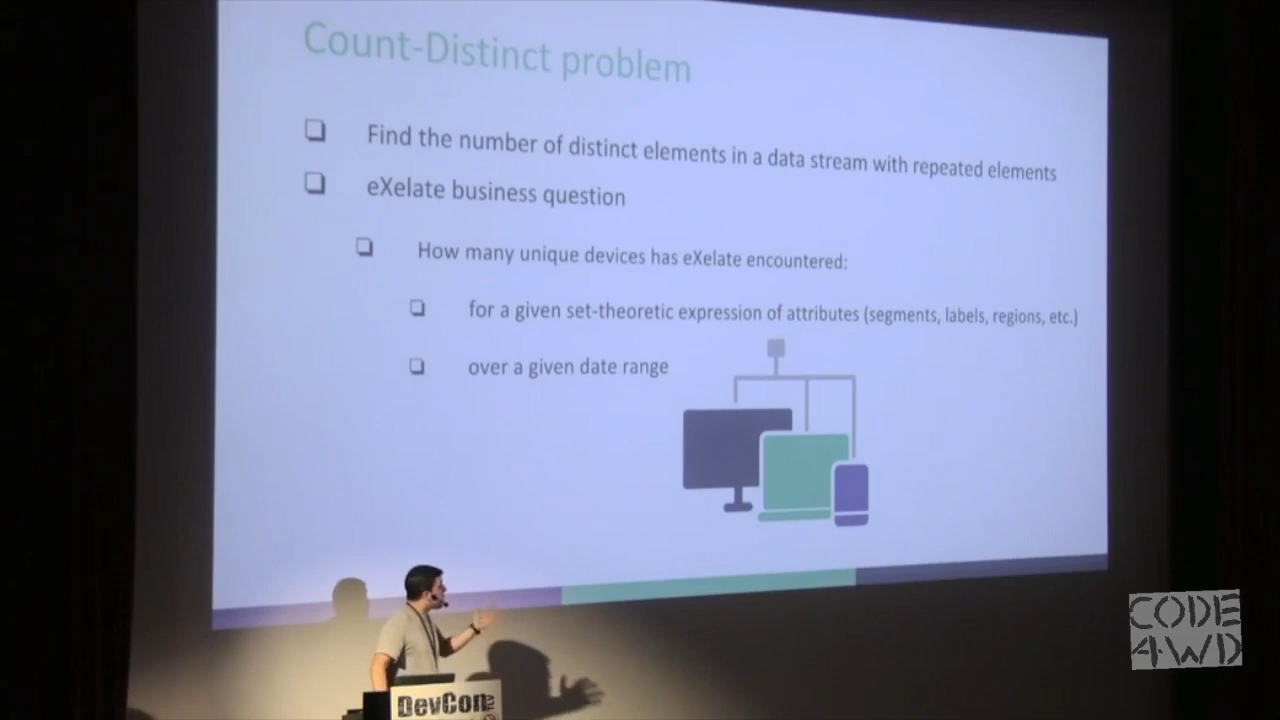 Count-Distinct problem
Find the number of distinct elements in a data stream with repeated elements
eXelate business question
How many unique devices has eXelate encountered:
for a given set-theoretic expression of attributes (segments, labels, regions, etc.)
over a given date range
CODE
4WD
DevCon